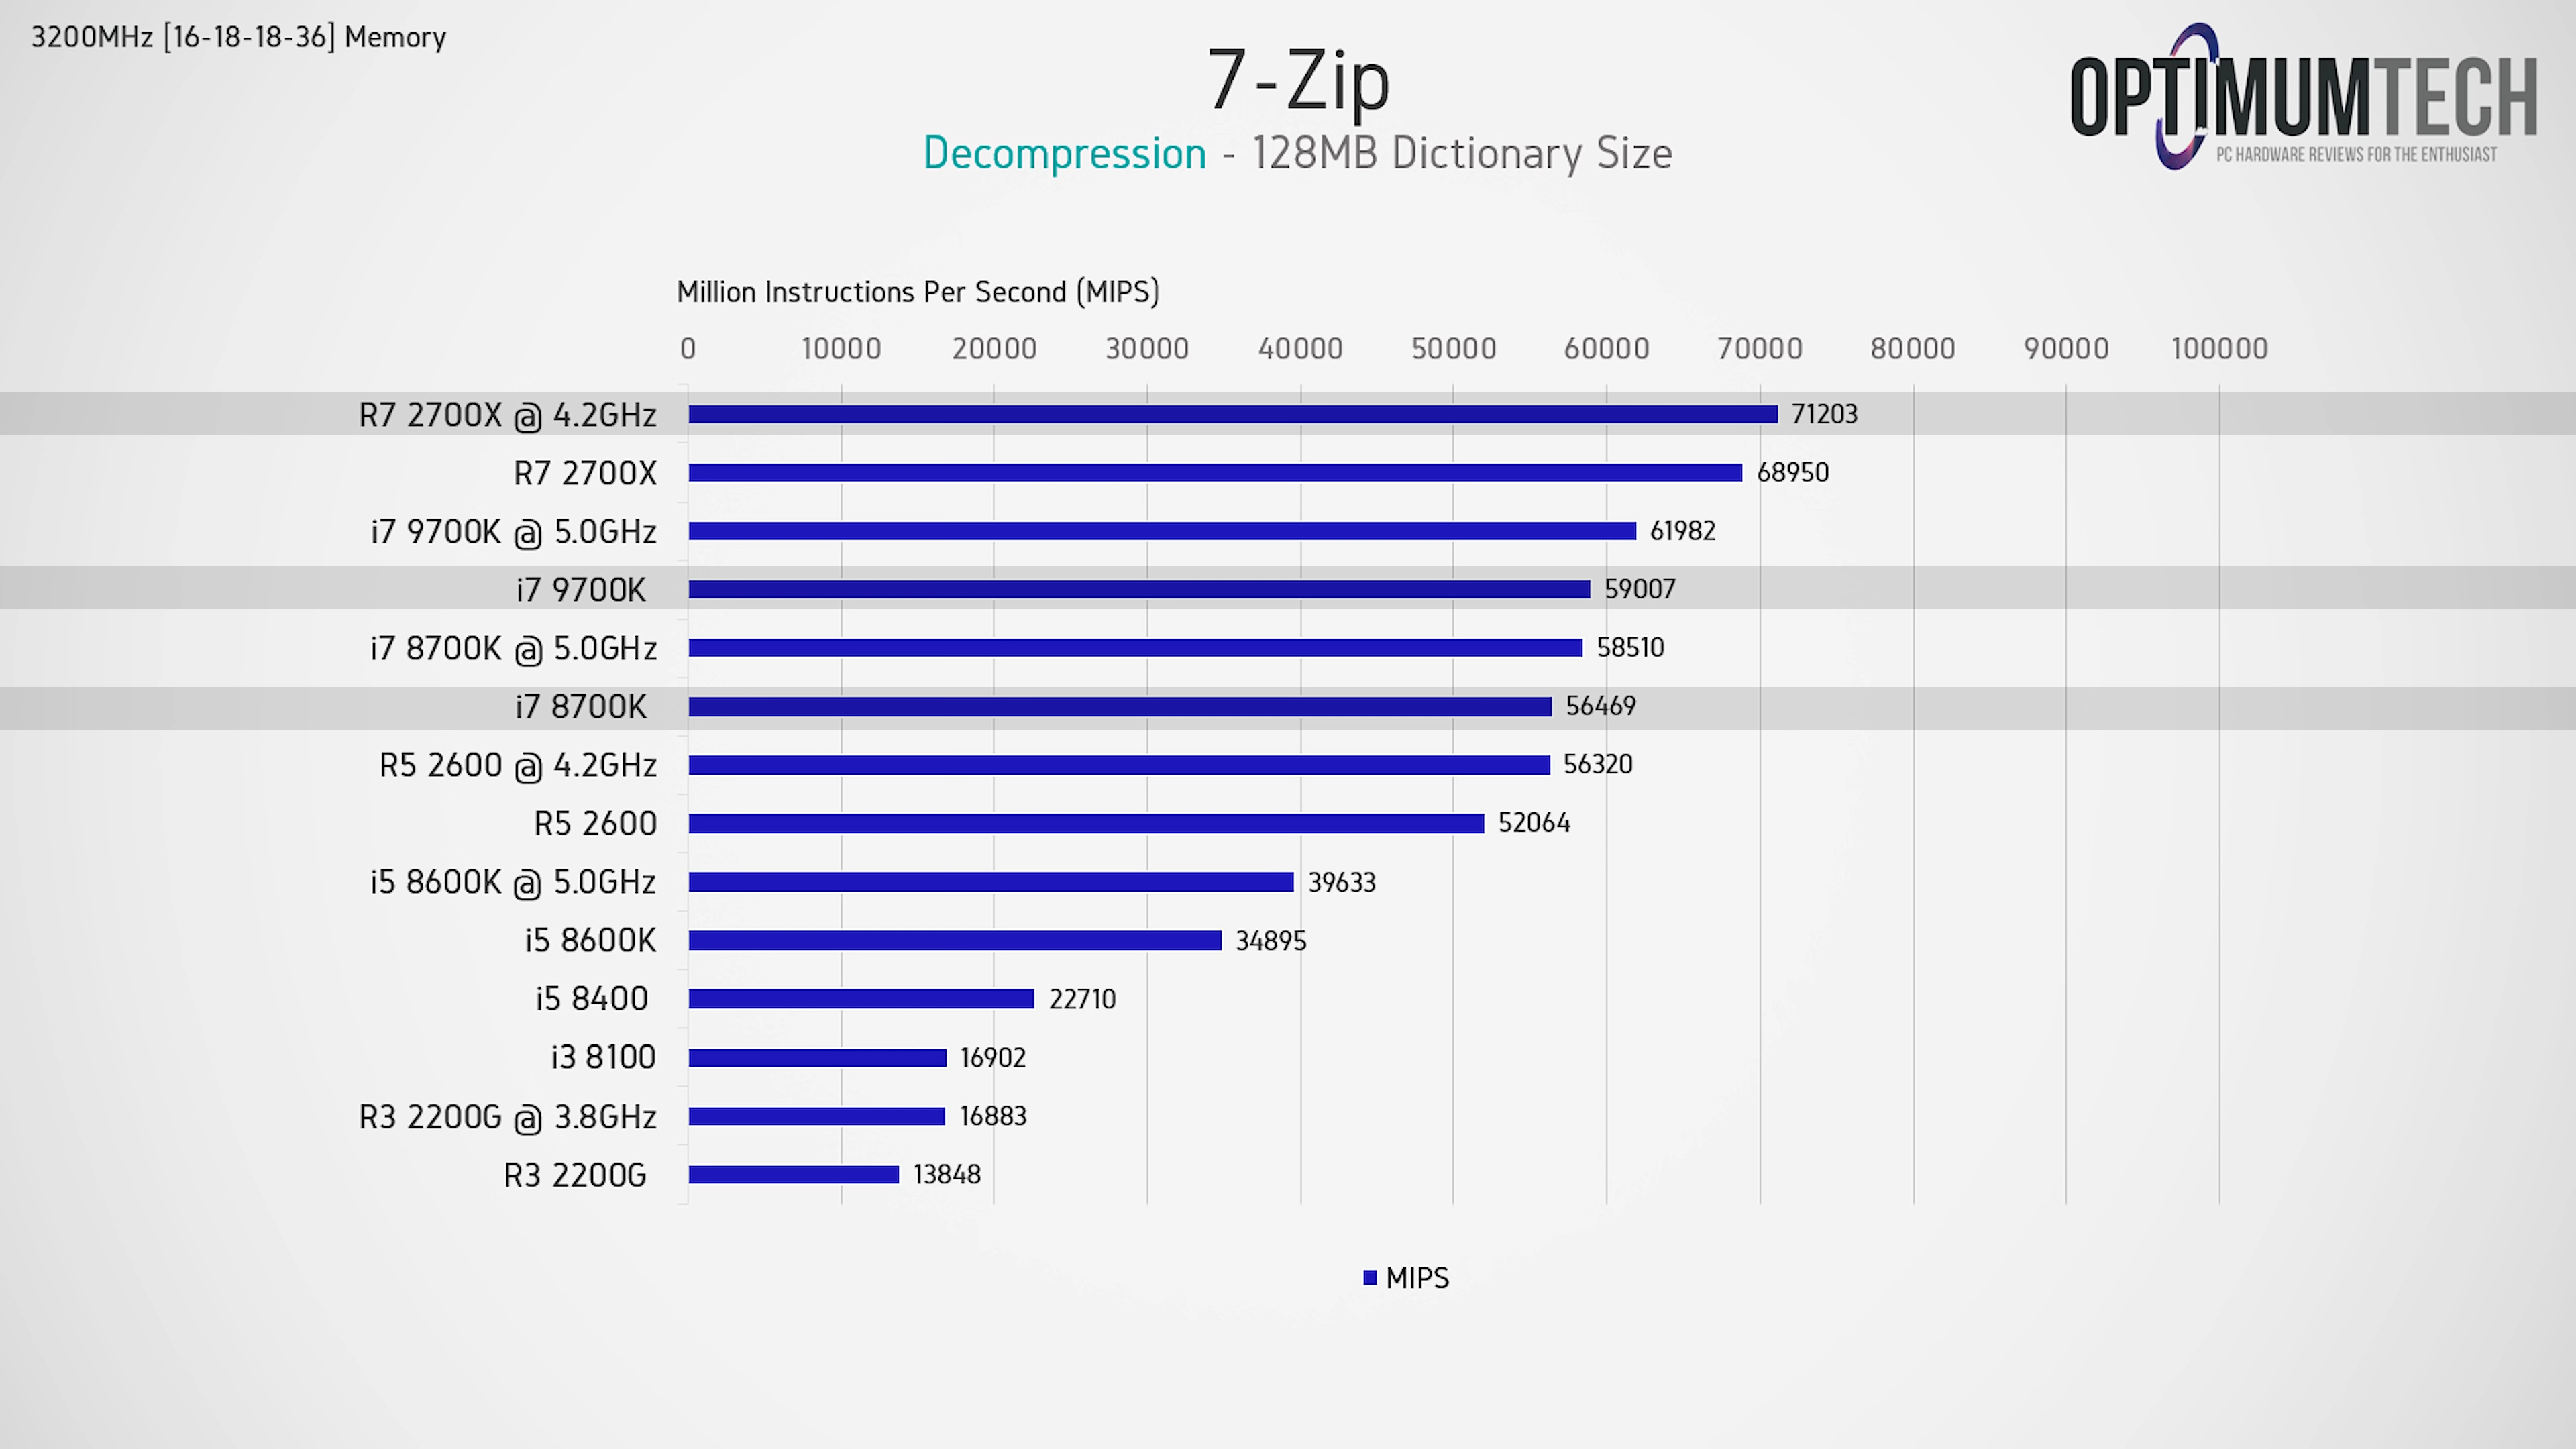 3200MHz [16-18-18-36] Memory
7-Zip
Decompression - 128MB Dictionary Size
OPTIMUMTECH
PC HARDWARE REVIEWS FOR THE ENTHUSIAST
Million Instructions Per Second (MIPS)
0 10000 20000 30000 40000 50000 60000 70000 80000 90000 100000
R7 2700X @ 4.2GHz 71203
R7 2700X 68950
i7 9700K @ 5.0GHz 61982
i7 9700K 59007
i7 8700K @ 5.0GHz 58510
i7 8700K 56469
R5 2600 @ 4.2GHz 56320
R5 2600 52064
i5 8600K @ 5.0GHz 39633
i5 8600K 34895
i5 8400 22710
i3 8100 16902
R3 2200G @ 3.8GHz 16883
R3 2200G 13848
MIPS